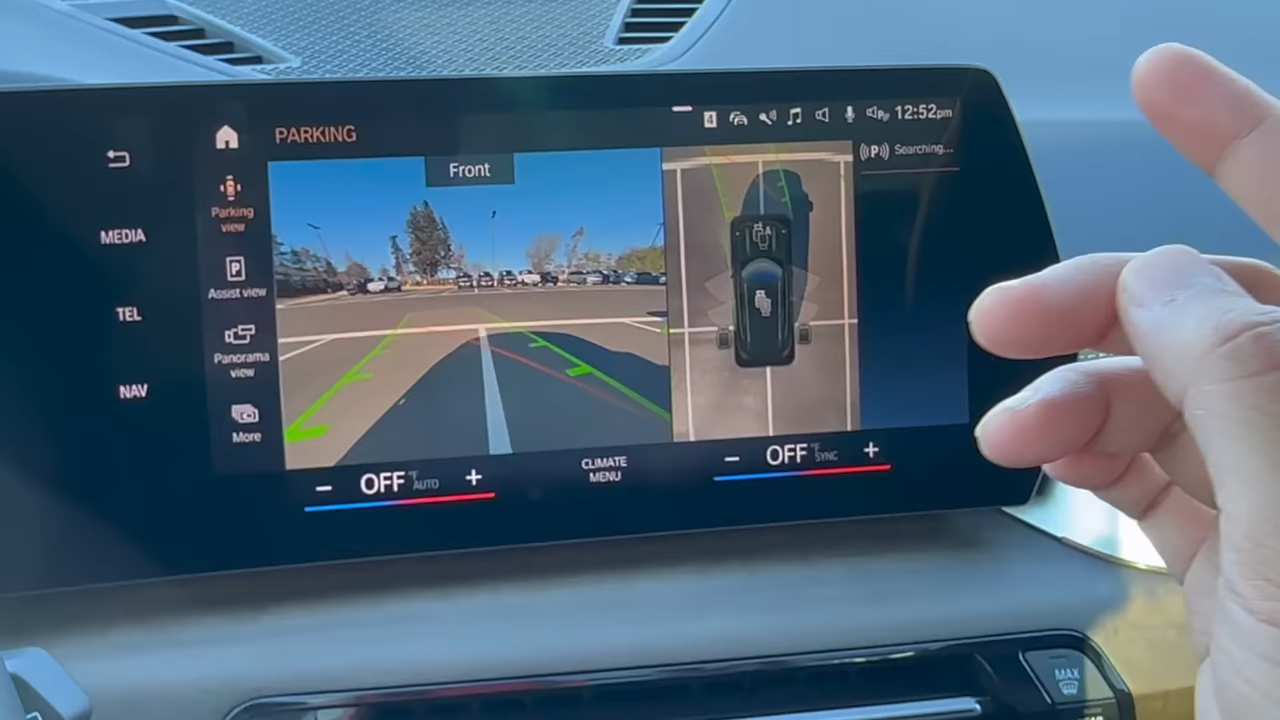 PARKING
4
P
12:52pm
MEDIA
TEL
NAV
Parking
view
P
Assist view
Panorama
view
More
Front
A
(P) Searching...
− OFF °F AUTO +
CLIMATE
MENU
− OFF °F SYNC +
MAX